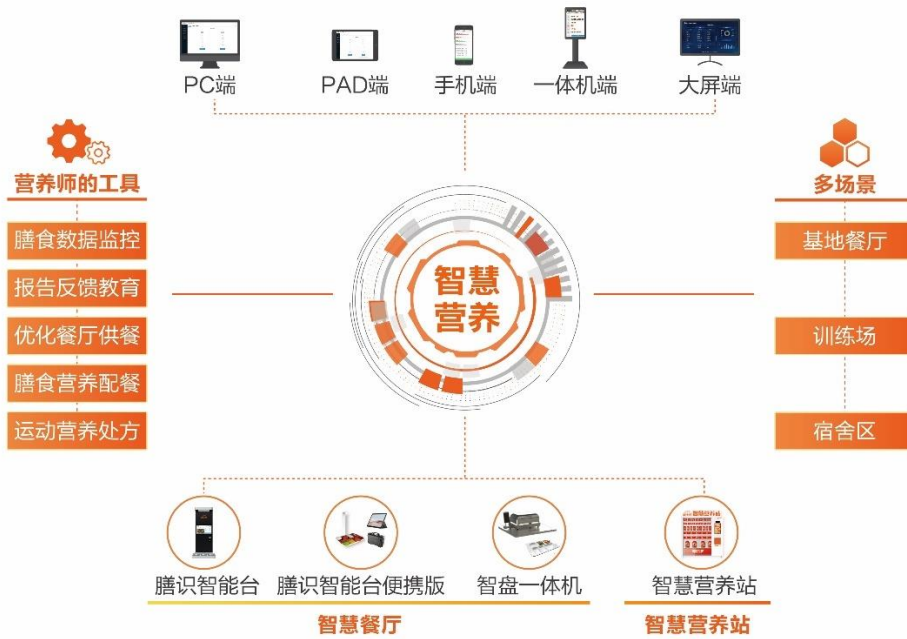 PC端
PAD端
手机端
一体机端
大屏端
营养师的工具
膳食数据监控
报告反馈教育
优化餐厅供餐
膳食营养配餐
运动营养处方
智慧
营养
多场景
基地餐厅
训练场
宿舍区
智慧营养站
膳识智能台
膳识智能台便携版
智盘一体机
智慧营养站
智慧餐厅
智慧营养站